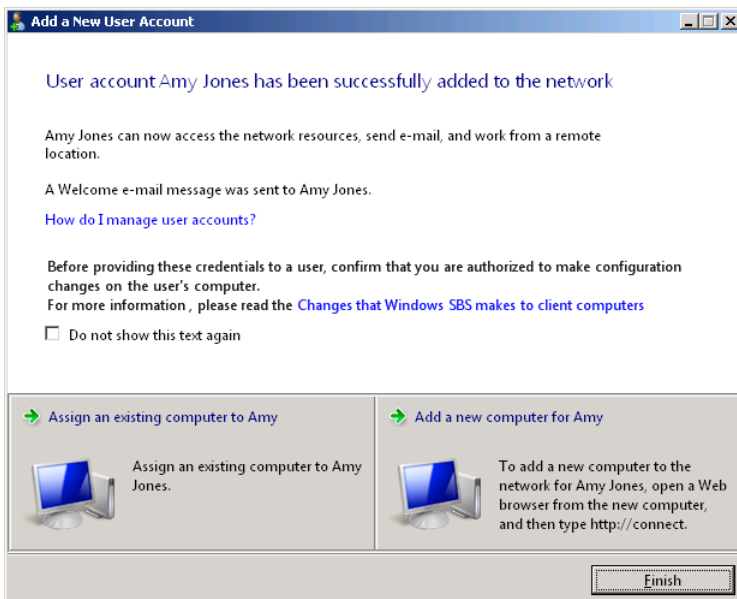 Add a New User Account
User account Amy Jones has been successfully added to the network
Amy Jones can now access the network resources, send e-mail, and work from a remote
location.
A Welcome e-mail message was sent to Amy Jones.
How do I manage user accounts?
Before providing these credentials to a user, confirm that you are authorized to make configuration
changes on the user's computer.
For more information , please read the Changes that Windows SBS makes to client computers
Do not show this text again
Assign an existing computer to Amy
Assign an existing computer to Amy
Jones.
Add a new computer for Amy
To add a new computer to the
network for Amy Jones, open a Web
browser from the new computer,
and then type http://connect.
Finish